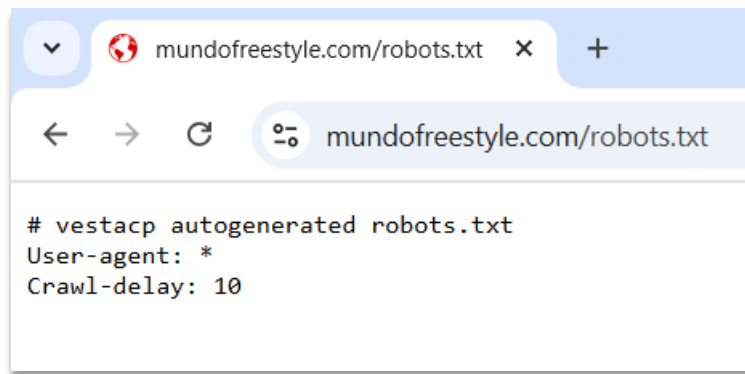 mundofreestyle.com/robots.txt
mundofreestyle.com/robots.txt
# vestacp autogenerated robots.txt
User-agent: *
Crawl-delay: 10